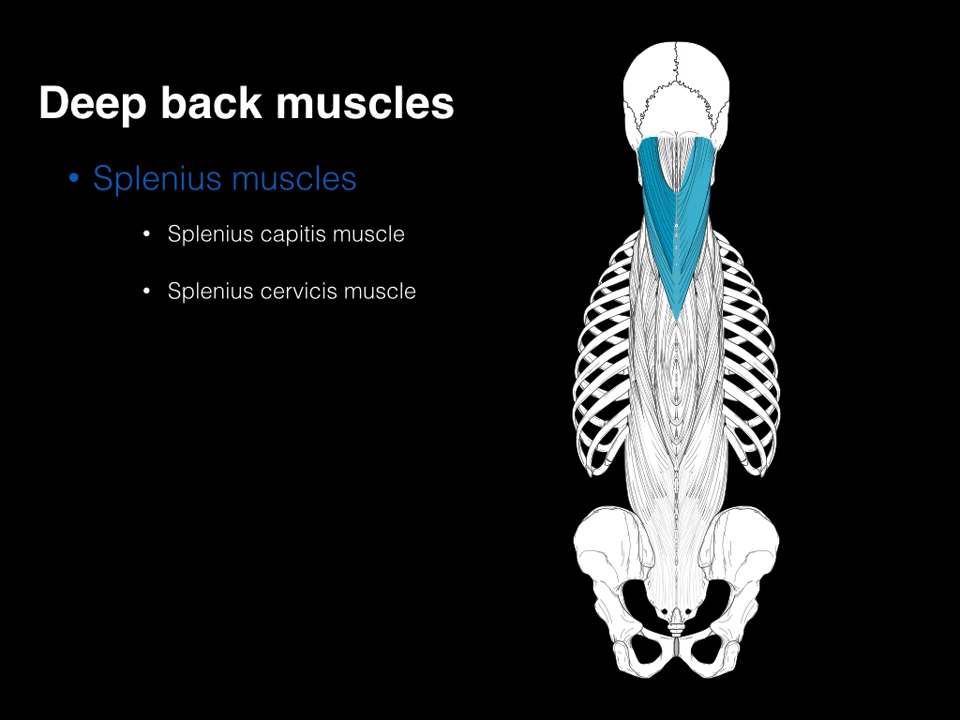 Deep back muscles
• Splenius muscles
• Splenius capitis muscle
• Splenius cervicis muscle